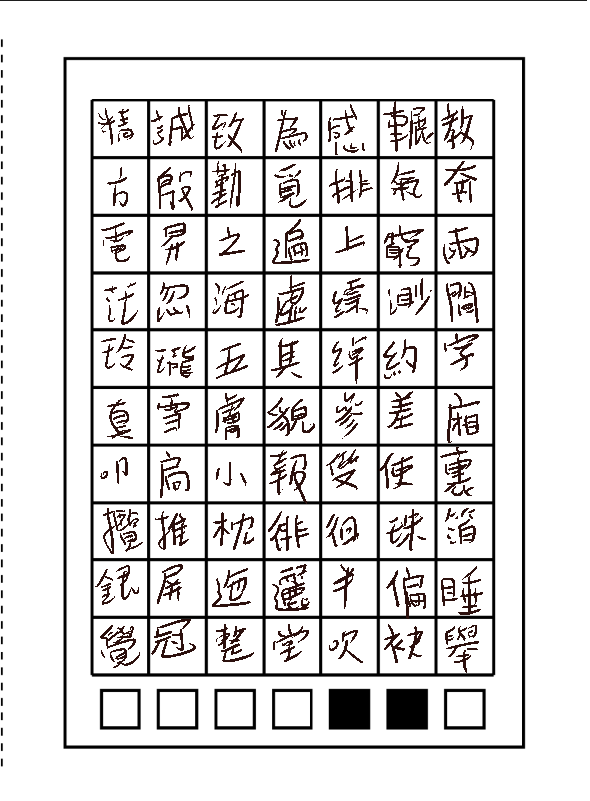 精誠致為感輾教
方殷勤覓排氣奔
電昇之遍上窮兩
茫忽海虛縹渺間
玲瓏五其綽約字
真雪膚貌參差廂
叩扃小報雙使裏
攬推枕徘徊珠箔
銀屏迤邐半偏睡
覺冠整堂吹袂舉